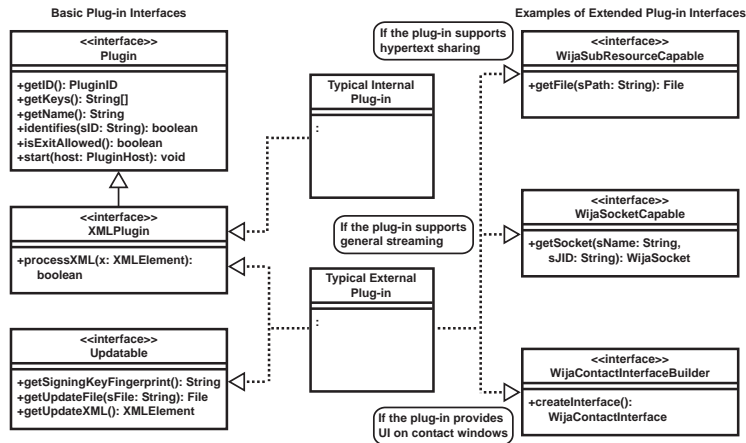 Basic Plug-in Interfaces
<<interface>>
Plugin
+getID(): PluginID
+getKeys(): String[]
+getName(): String
+identifies(sID: String): boolean
+isExitAllowed(): boolean
+start(host: PluginHost): void
<<interface>>
XMLPlugin
+processXML(x: XMLElement):
boolean
<<interface>>
Updatable
+getSigningKeyFingerprint(): String
+getUpdateFile(sFile: String): File
+getUpdateXML(): XMLElement
Typical Internal
Plug-in
:
Typical External
Plug-in
:
If the plug-in supports
hypertext sharing
If the plug-in supports
general streaming
If the plug-in provides
UI on contact windows
Examples of Extended Plug-in Interfaces
<<interface>>
WijaSubResourceCapable
+getFile(sPath: String): File
<<interface>>
WijaSocketCapable
+getSocket(sName: String,
sJID: String): WijaSocket
<<interface>>
WijaContactInterfaceBuilder
+createInterface():
WijaContactInterface